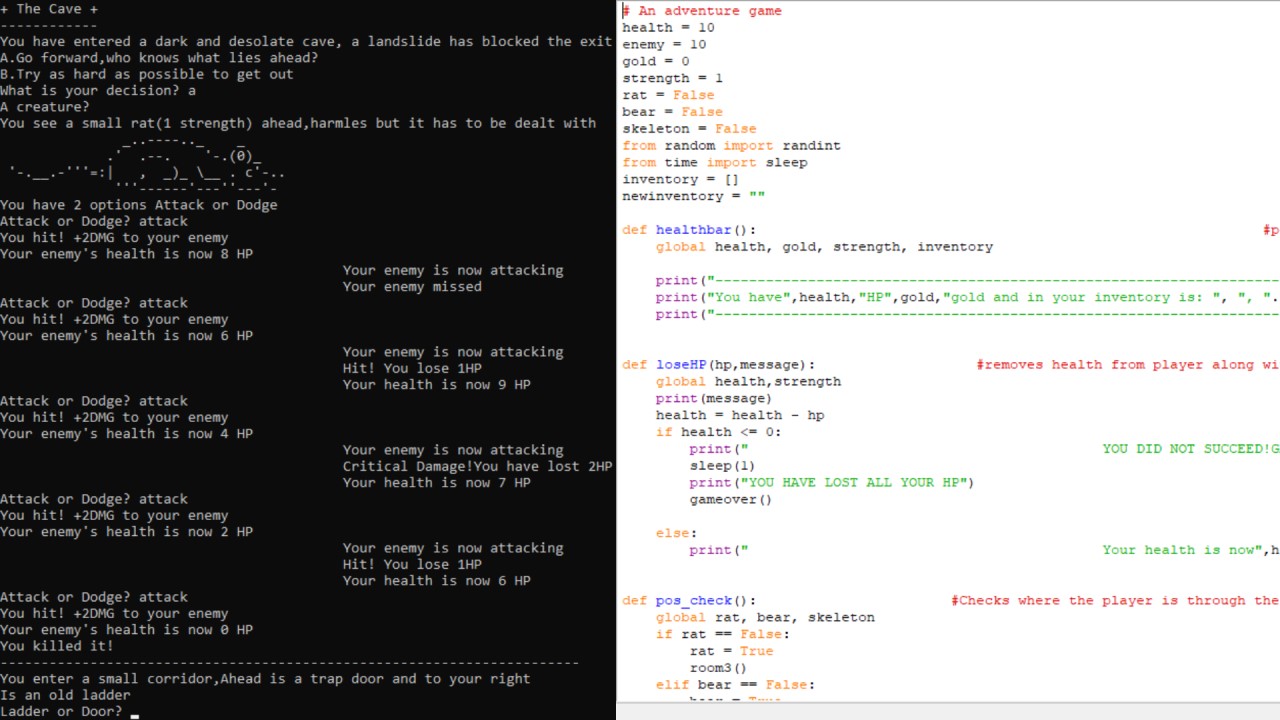 + The Cave +
------------
You have entered a dark and desolate cave, a landslide has blocked the exit
A.Go forward,who knows what lies ahead?
B.Try as hard as possible to get out
What is your decision? a
A creature?
You see a small rat(1 strength) ahead,harmles but it has to be dealt with
You have 2 options Attack or Dodge
Attack or Dodge? attack
You hit! +2DMG to your enemy
Your enemy's health is now 8 HP
Your enemy is now attacking
Your enemy missed
Attack or Dodge? attack
You hit! +2DMG to your enemy
Your enemy's health is now 6 HP
Your enemy is now attacking
Hit! You lose 1HP
Your health is now 9 HP
Attack or Dodge? attack
You hit! +2DMG to your enemy
Your enemy's health is now 4 HP
Your enemy is now attacking
Critical Damage!You have lost 2HP
Your health is now 7 HP
Attack or Dodge? attack
You hit! +2DMG to your enemy
Your enemy's health is now 2 HP
Your enemy is now attacking
Hit! You lose 1HP
Your health is now 6 HP
Attack or Dodge? attack
You hit! +2DMG to your enemy
Your enemy's health is now 0 HP
You killed it!
----------------------------------------------------------------------
You enter a small corridor,Ahead is a trap door and to your right
Is an old ladder
Ladder or Door?
# An adventure game
health = 10
enemy = 10
gold = 0
strength = 1
rat = False
bear = False
skeleton = False
from random import randint
from time import sleep
inventory = []
newinventory = ""
def healthbar(): #p
global health, gold, strength, inventory
print("-------------------------------------------------------------------
print("You have",health,"HP",gold,"gold and in your inventory is: ", ", ".
print("-------------------------------------------------------------------
def loseHP(hp,message): #removes health from player along wi
global health,strength
print(message)
health = health - hp
if health <= 0:
print(" YOU DID NOT SUCCEED!G
sleep(1)
print("YOU HAVE LOST ALL YOUR HP")
gameover()
else:
print(" Your health is now",h
def pos_check(): #Checks where the player is through the
global rat, bear, skeleton
if rat == False:
rat = True
room3()
elif bear == False:
bear = True